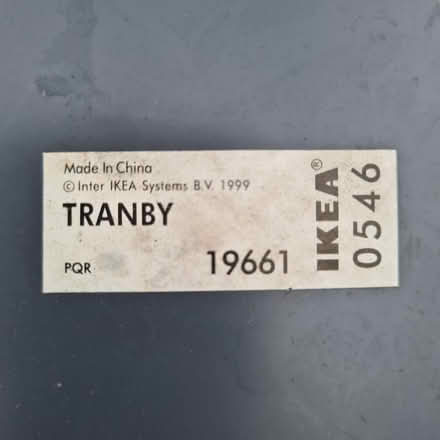 Made In China
© Inter IKEA Systems B.V. 1999
TRANBY
PQR 19661
IKEA®
0546